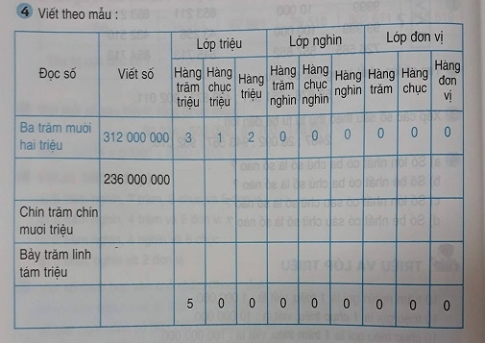 4 Viết theo mẫu :
Đọc số Viết số Lớp triệu Lớp nghìn Lớp đơn vị
Hàng trăm triệu Hàng chục triệu Hàng triệu Hàng trăm nghìn Hàng chục nghìn Hàng nghìn Hàng trăm Hàng chục Hàng đơn vị
Ba trăm mười hai triệu 312 000 000 3 1 2 0 0 0 0 0 0
236 000 000
Chín trăm chín mươi triệu
Bảy trăm linh tám triệu
5 0 0 0 0 0 0 0 0